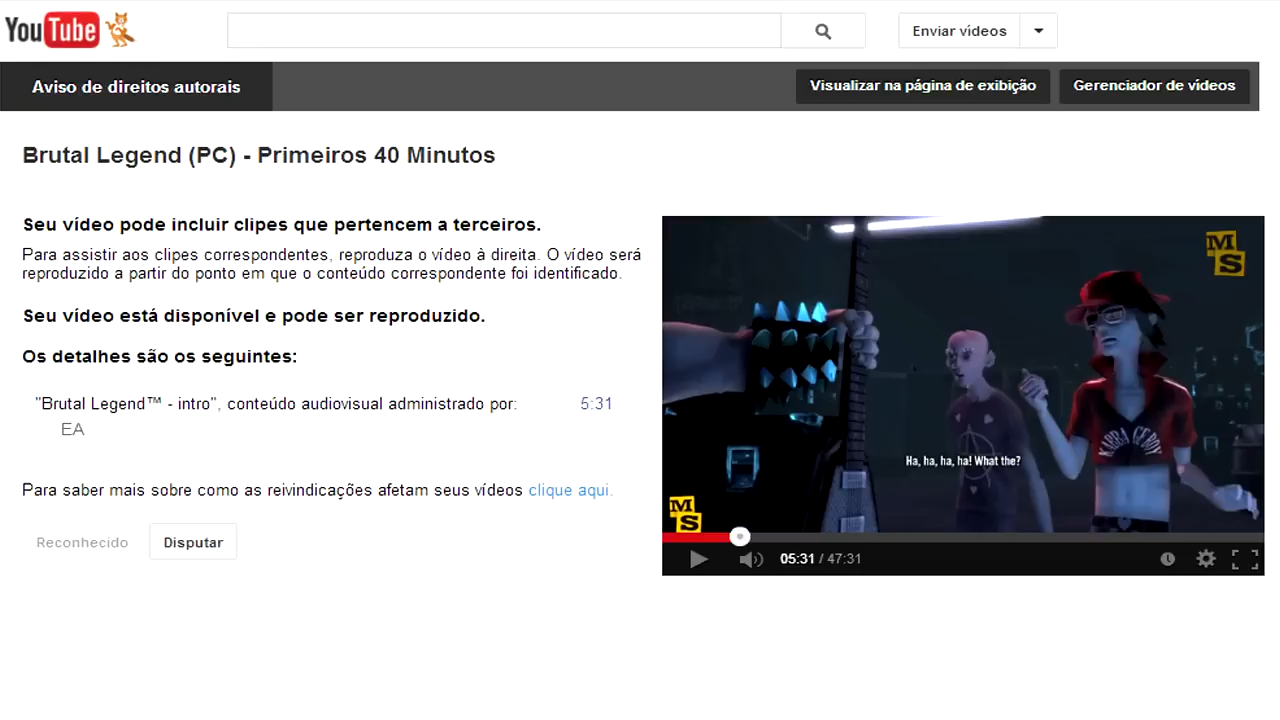 YouTube
Enviar vídeos
Aviso de direitos autorais
Visualizar na página de exibição
Gerenciador de vídeos
Brutal Legend (PC) - Primeiros 40 Minutos
Seu vídeo pode incluir clipes que pertencem a terceiros.
Para assistir aos clipes correspondentes, reproduza o vídeo à direita. O vídeo será
reproduzido a partir do ponto em que o conteúdo correspondente foi identificado.
Seu vídeo está disponível e pode ser reproduzido.
Os detalhes são os seguintes:
"Brutal Legend™ - intro", conteúdo audiovisual administrado por: 5:31
EA
Para saber mais sobre como as reivindicações afetam seus vídeos clique aqui.
Reconhecido
Disputar
MS
KABBAGE BOY
Ha, ha, ha, ha! What the?
MS
05:31 / 47:31